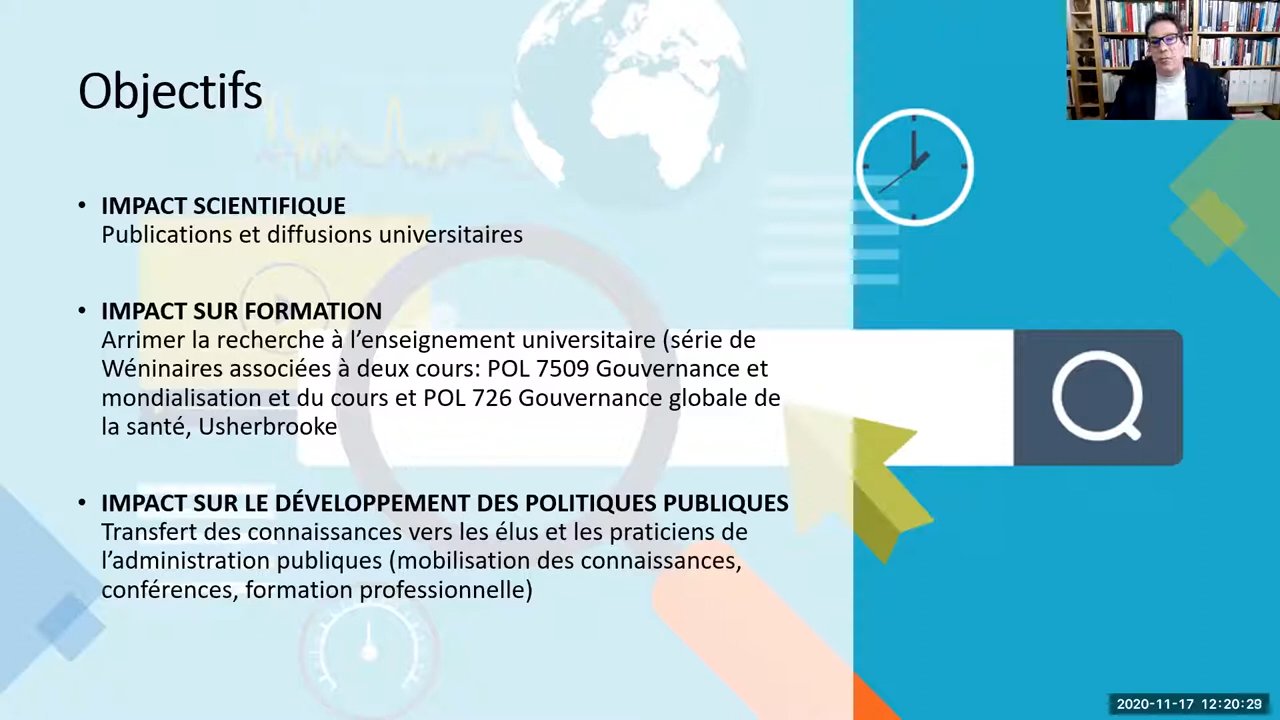 Objectifs
• IMPACT SCIENTIFIQUE
Publications et diffusions universitaires
• IMPACT SUR FORMATION
Arrimer la recherche à l’enseignement universitaire (série de
Wéninaires associées à deux cours: POL 7509 Gouvernance et
mondialisation et du cours et POL 726 Gouvernance globale de
la santé, Usherbrooke
• IMPACT SUR LE DÉVELOPPEMENT DES POLITIQUES PUBLIQUES
Transfert des connaissances vers les élus et les praticiens de
l’administration publiques (mobilisation des connaissances,
conférences, formation professionnelle)
2020-11-17 12:20:29